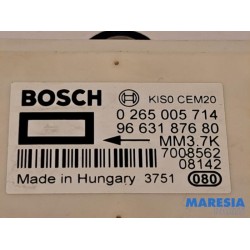 BOSCH KIS0 CEM20
0 265 005 714
96 631 876 80
MM3.7K
7008562
08142
Made in Hungary 3751 080
MARESIA